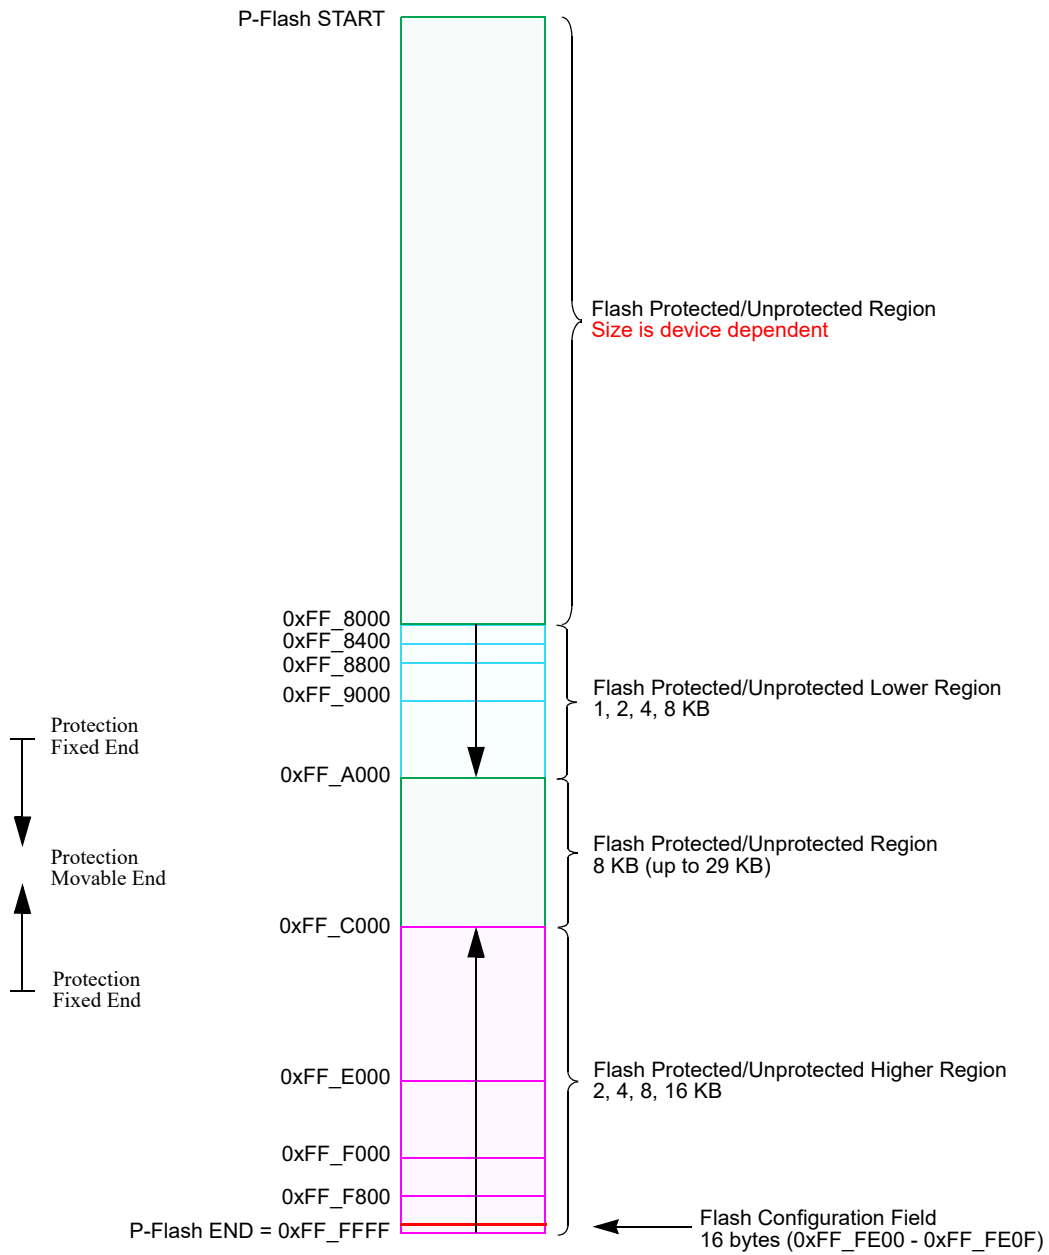 P-Flash START
Flash Protected/Unprotected Region
Size is device dependent
0xFF_8000
0xFF_8400
0xFF_8800
0xFF_9000
Flash Protected/Unprotected Lower Region
1, 2, 4, 8 KB
Protection
Fixed End
0xFF_A000
Flash Protected/Unprotected Region
8 KB (up to 29 KB)
Protection
Movable End
0xFF_C000
Protection
Fixed End
0xFF_E000
Flash Protected/Unprotected Higher Region
2, 4, 8, 16 KB
0xFF_F000
0xFF_F800
P-Flash END = 0xFF_FFFF
Flash Configuration Field
16 bytes (0xFF_FE00 - 0xFF_FE0F)